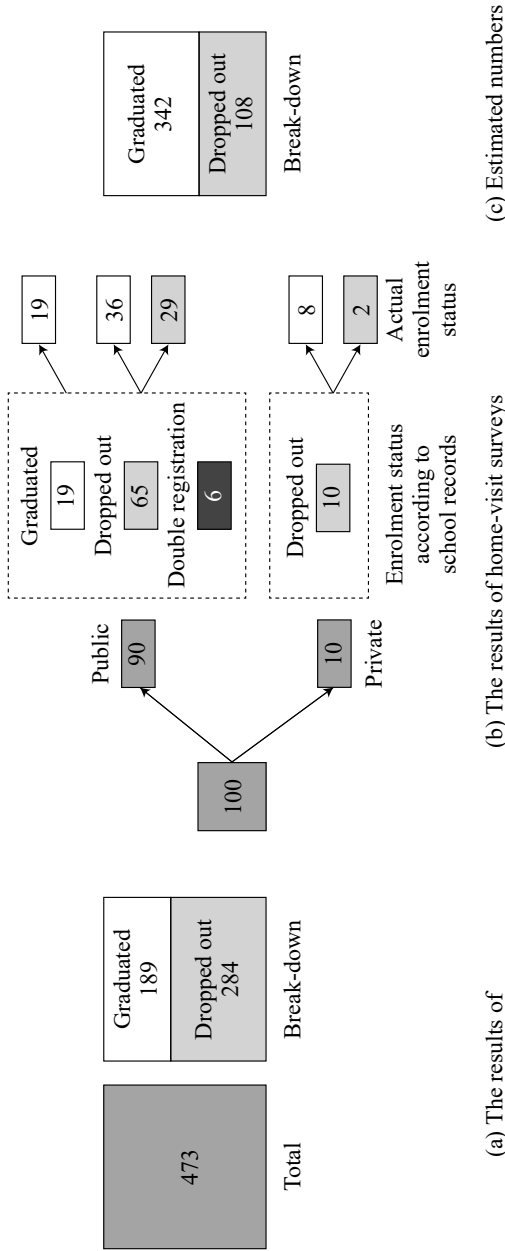 473
Total
Graduated
189
Dropped out
284
Break-down
(a) The results of
100
Public
90
10
Private
Graduated
19
Dropped out
65
Double registration
6
Dropped out
10
Enrolment status
according to
school records
19
36
29
8
2
Actual
enrolment
status
(b) The results of home-visit surveys
Graduated
342
Dropped out
108
Break-down
(c) Estimated numbers